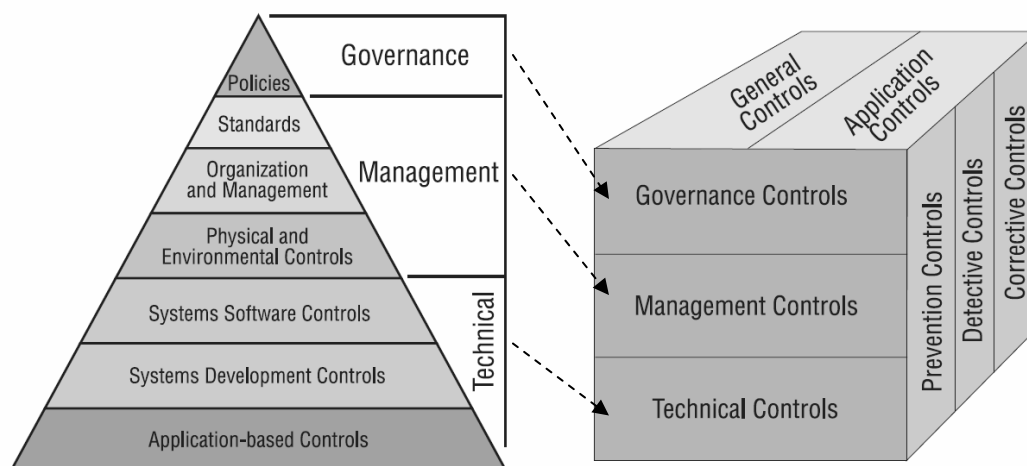 Policies
Standards
Organization
and Management
Physical and
Environmental Controls
Systems Software Controls
Systems Development Controls
Application-based Controls
Governance
Management
Technical
General
Controls
Application
Controls
Governance Controls
Management Controls
Technical Controls
Prevention Controls
Detective Controls
Corrective Controls